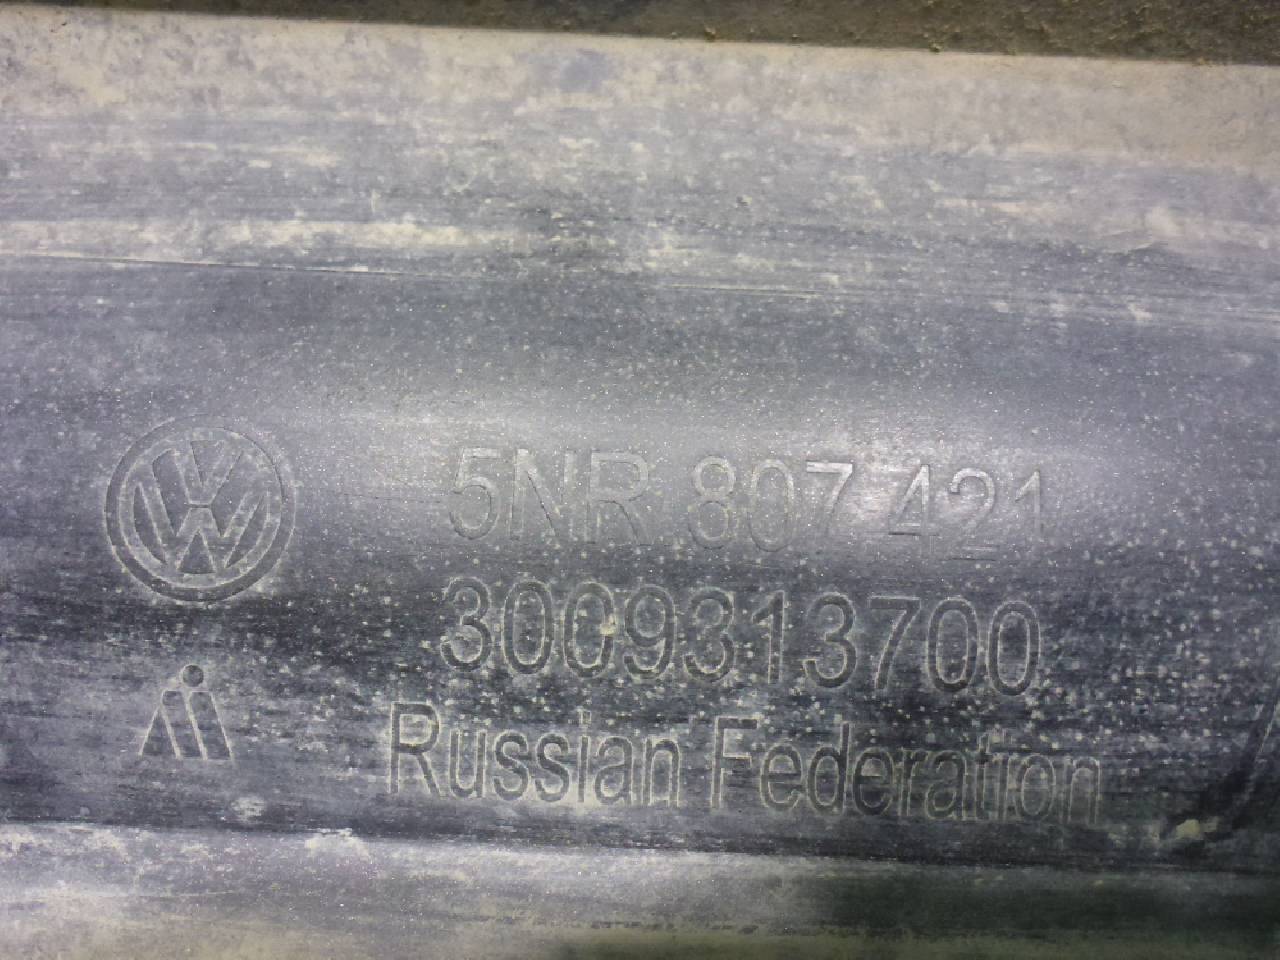 5NR.807.421
3009313700
Russian Federation